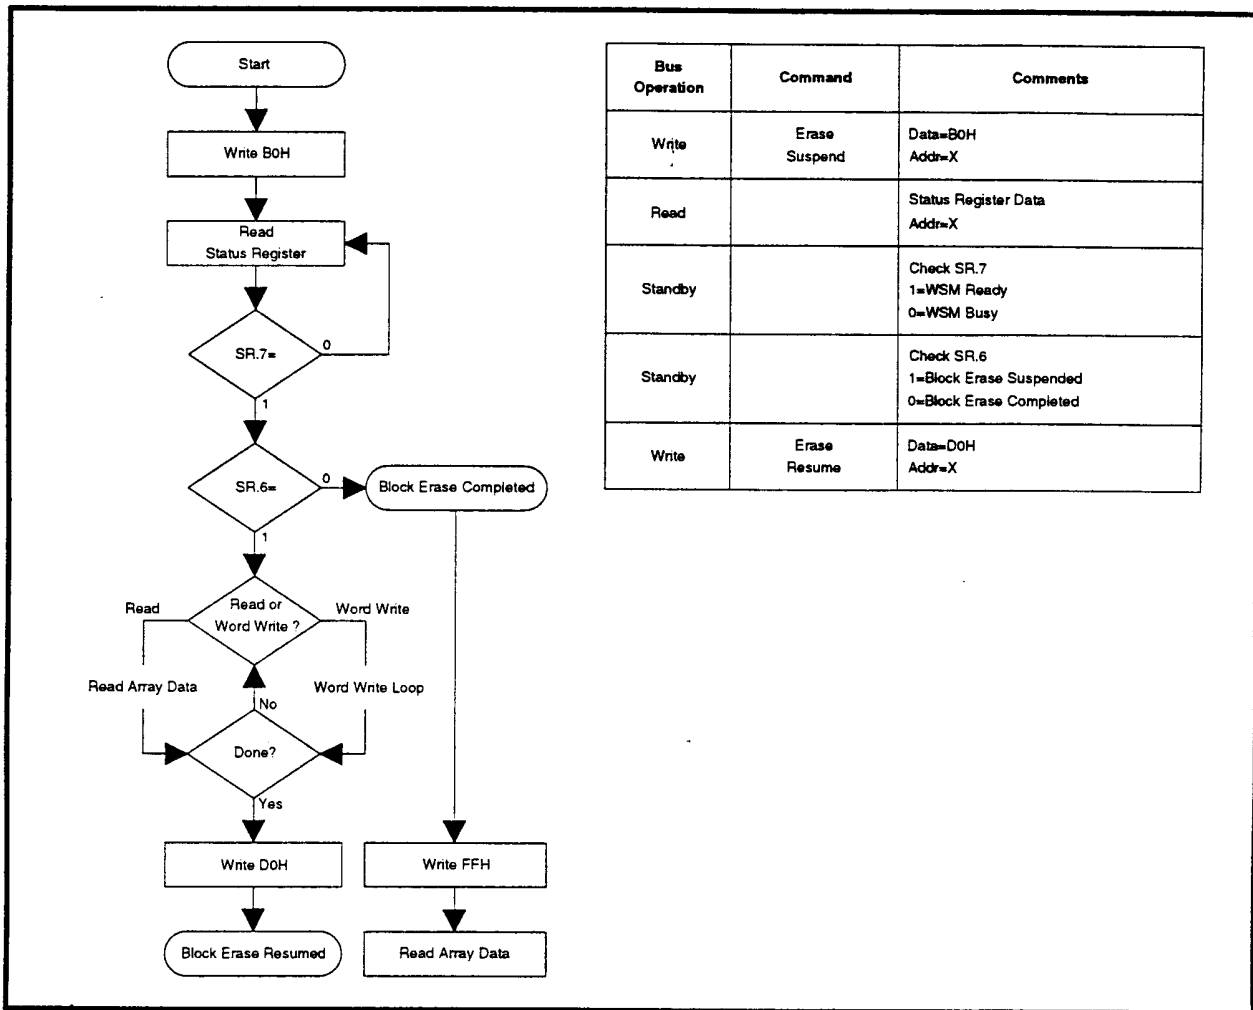 Start
Write B0H
Read
Status Register
SR.7=
0
1
SR.6=
0
Block Erase Completed
1
Read
Read or
Word Write ?
Word Write
Read Array Data
Word Write Loop
No
Done?
Yes
Write D0H
Write FFH
Block Erase Resumed
Read Array Data
Bus
Operation
Command
Comments
Write
Erase
Suspend
Data=B0H
Addr=X
Read
Status Register Data
Addr=X
Standby
Check SR.7
1=WSM Ready
0=WSM Busy
Standby
Check SR.6
1=Block Erase Suspended
0=Block Erase Completed
Write
Erase
Resume
Data=D0H
Addr=X